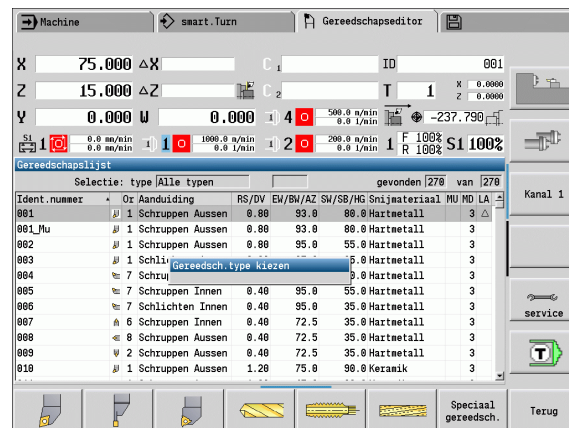 Machine smart.Turn Gereedschapseditor
X 75.000 △X C 1 ID 001
Z 15.000 △Z C 2 T 1 X 0.0000 Z 0.0000
Y 0.000 W 0.000 4 500.0 m/min 0.0 1/min -237.790
S1 1 0.0 mm/min 0.0 mm/min 1 1000.0 m/min 0.0 1/min 2 200.0 m/min 0.0 1/min 1 F 100% R 100% S1 100%
Gereedschapslijst
Selectie: type Alle typen gevonden 270 van 270
Ident.nummer Or Aanduiding RS/DV EW/BW/AZ SW/SB/HG Snijmateriaal MU MD LA
001 1 Schruppen Aussen 0.80 93.0 80.0 Hartmetall 3 △
001_Mu 1 Schruppen Aussen 0.80 93.0 80.0 Hartmetall 3
002 1 Schruppen Aussen 0.80 95.0 55.0 Hartmetall 3
003 1 5.0 Hartmetall 3
Gereedsch.type kiezen
004 7 .0 Hartmetall 3
005 7 Schruppen Innen 0.40 95.0 55.0 Hartmetall 3
006 7 Schlichten Innen 0.40 95.0 35.0 Hartmetall 3
007 6 Schruppen Innen 0.40 72.5 35.0 Hartmetall 3
008 8 Schruppen Aussen 0.40 72.5 35.0 Hartmetall 3
009 2 Schruppen Aussen 0.40 72.5 35.0 Hartmetall 3
010 1 Schruppen Aussen 1.20 75.0 90.0 Keramik 3
Kanal 1
service
T
Speciaal
gereedsch.
Terug